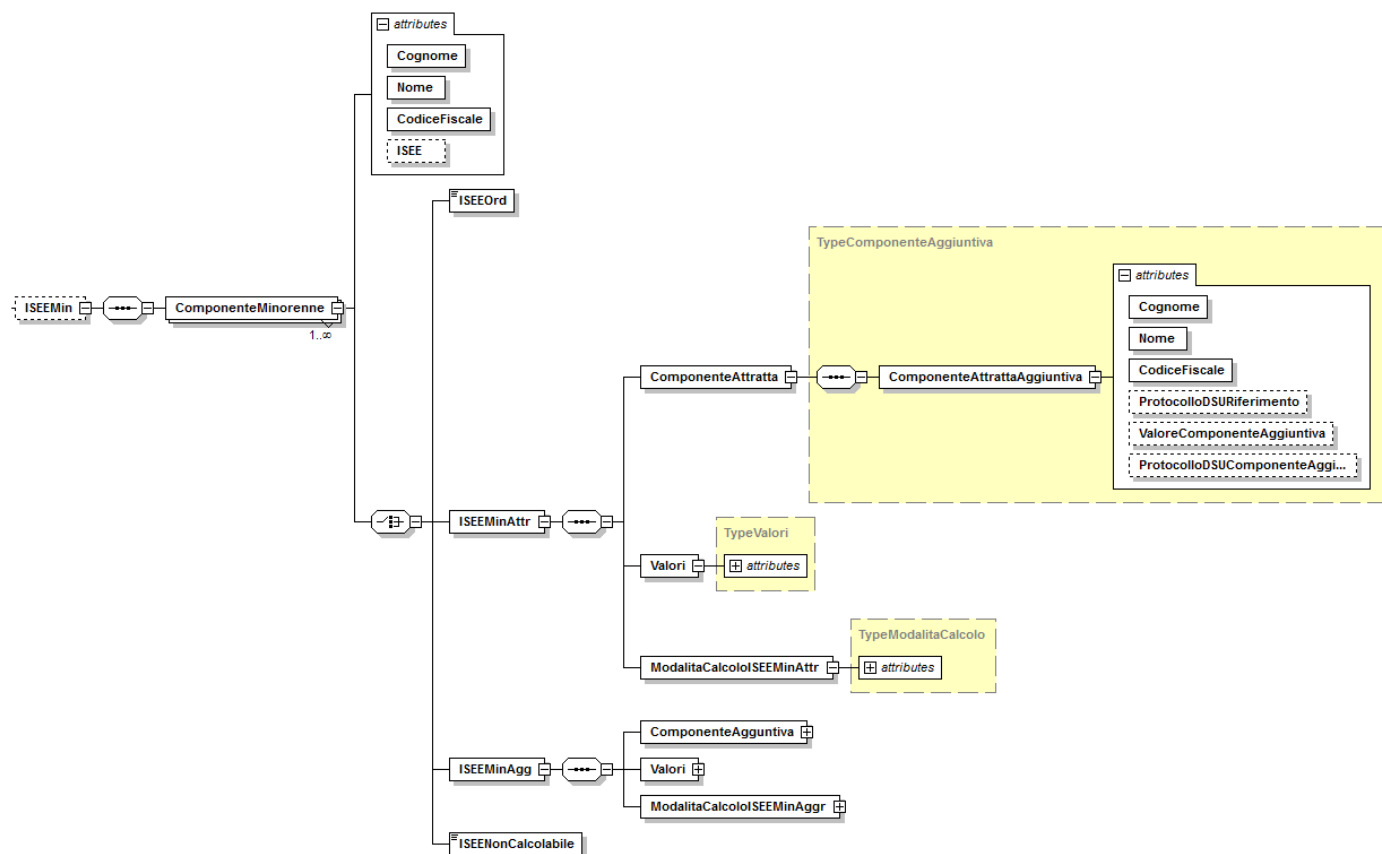 attributes
Cognome
Nome
CodiceFiscale
ISEE
ISEEOrd
TypeComponenteAggiuntiva
attributes
Cognome
ISEEMin
ComponenteMinorenne
1..∞
Nome
ComponenteAttratta
ComponenteAttrattaAggiuntiva
CodiceFiscale
ProtocolloDSURiferimento
ValoreComponenteAggiuntiva
ProtocolloDSUComponenteAggi...
ISEEMinAttr
TypeValori
Valori
attributes
TypeModalitaCalcolo
ModalitaCalcoloISEEMinAttr
attributes
ComponenteAgguntiva
ISEEMinAgg
Valori
ModalitaCalcoloISEEMinAggr
ISEENonCalcolabile